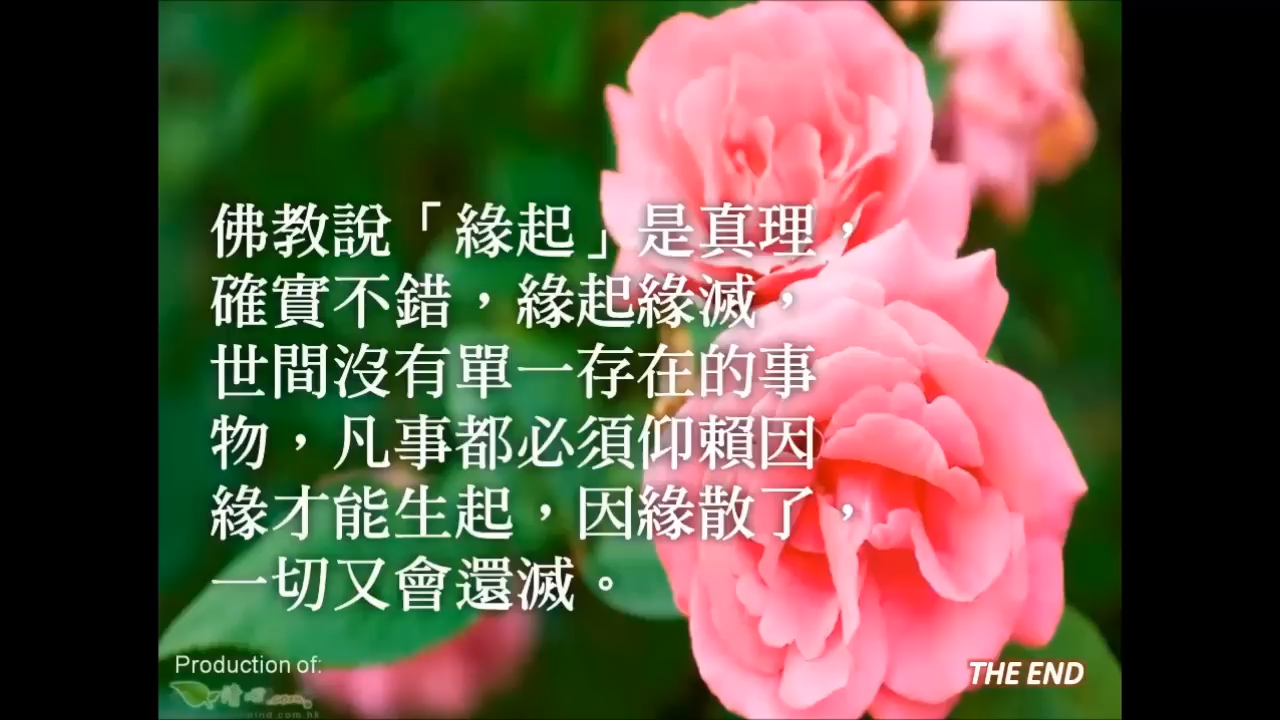 佛教說「緣起」是真理，
確實不錯，緣起緣滅，
世間沒有單一存在的事
物，凡事都必須仰賴因
緣才能生起，因緣散了，
一切又會還滅。
Production of:
THE END